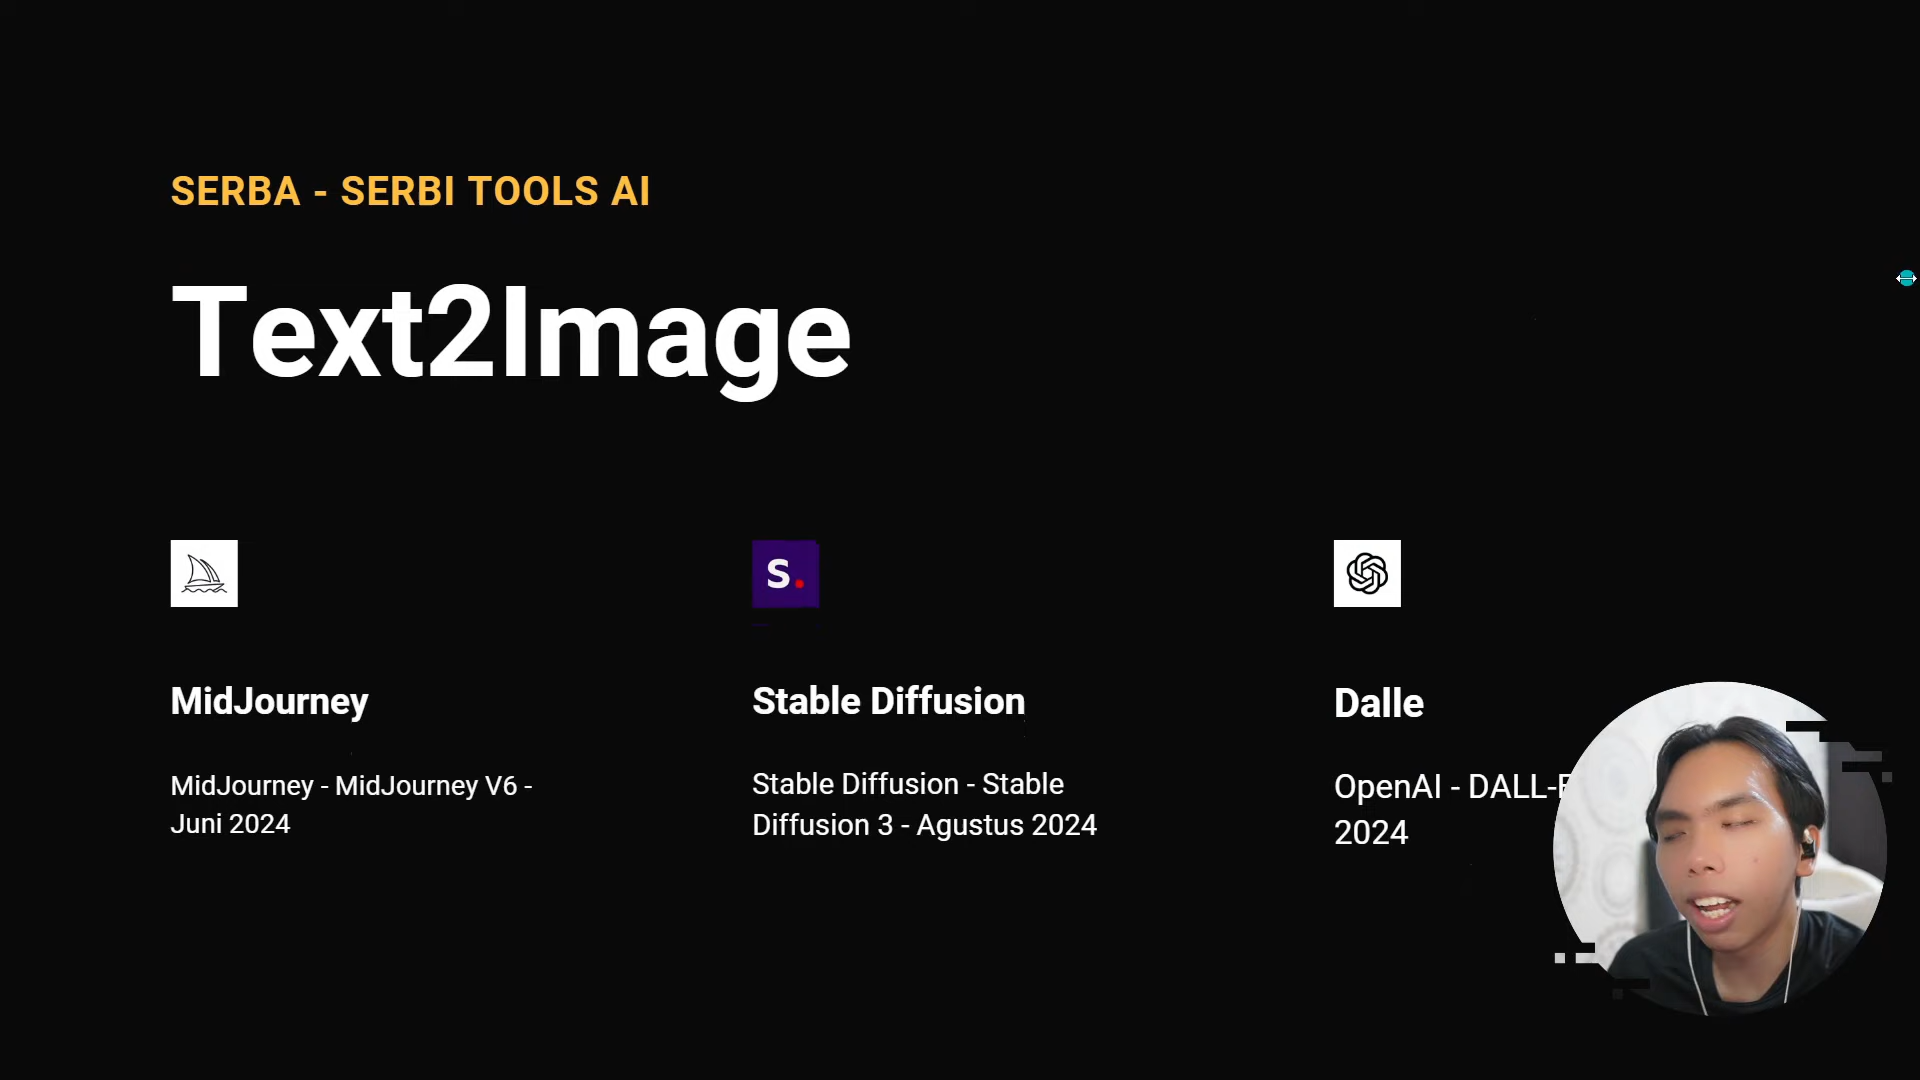 SERBA - SERBI TOOLS AI
Text2Image
S.
MidJourney
MidJourney - MidJourney V6 -
Juni 2024
Stable Diffusion
Stable Diffusion - Stable
Diffusion 3 - Agustus 2024
Dalle
OpenAI -
2024